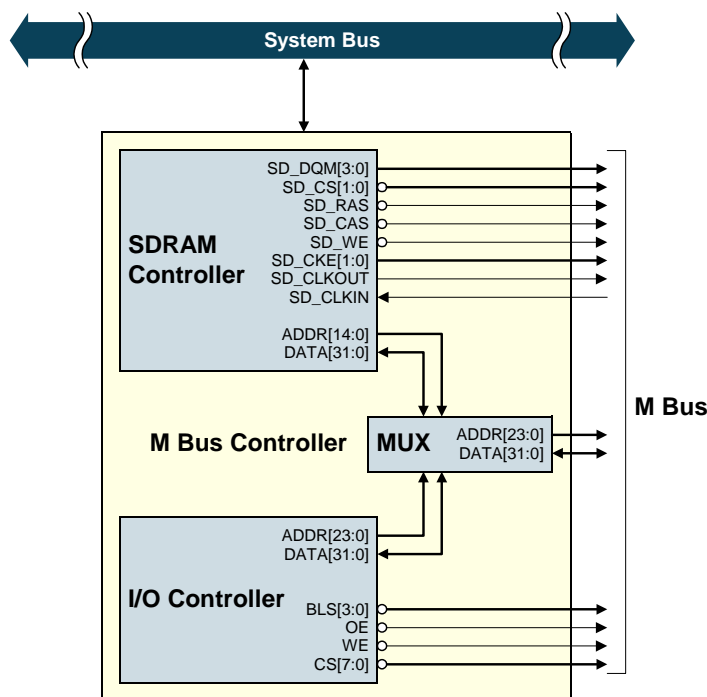 System Bus
SD_DQM[3:0]
SD_CS[1:0]
SD_RAS
SD_CAS
SD_WE
SD_CKE[1:0]
SD_CLKOUT
SD_CLKIN
SDRAM
Controller
ADDR[14:0]
DATA[31:0]
M Bus
M Bus Controller
MUX
ADDR[23:0]
DATA[31:0]
ADDR[23:0]
DATA[31:0]
I/O Controller
BLS[3:0]
OE
WE
CS[7:0]